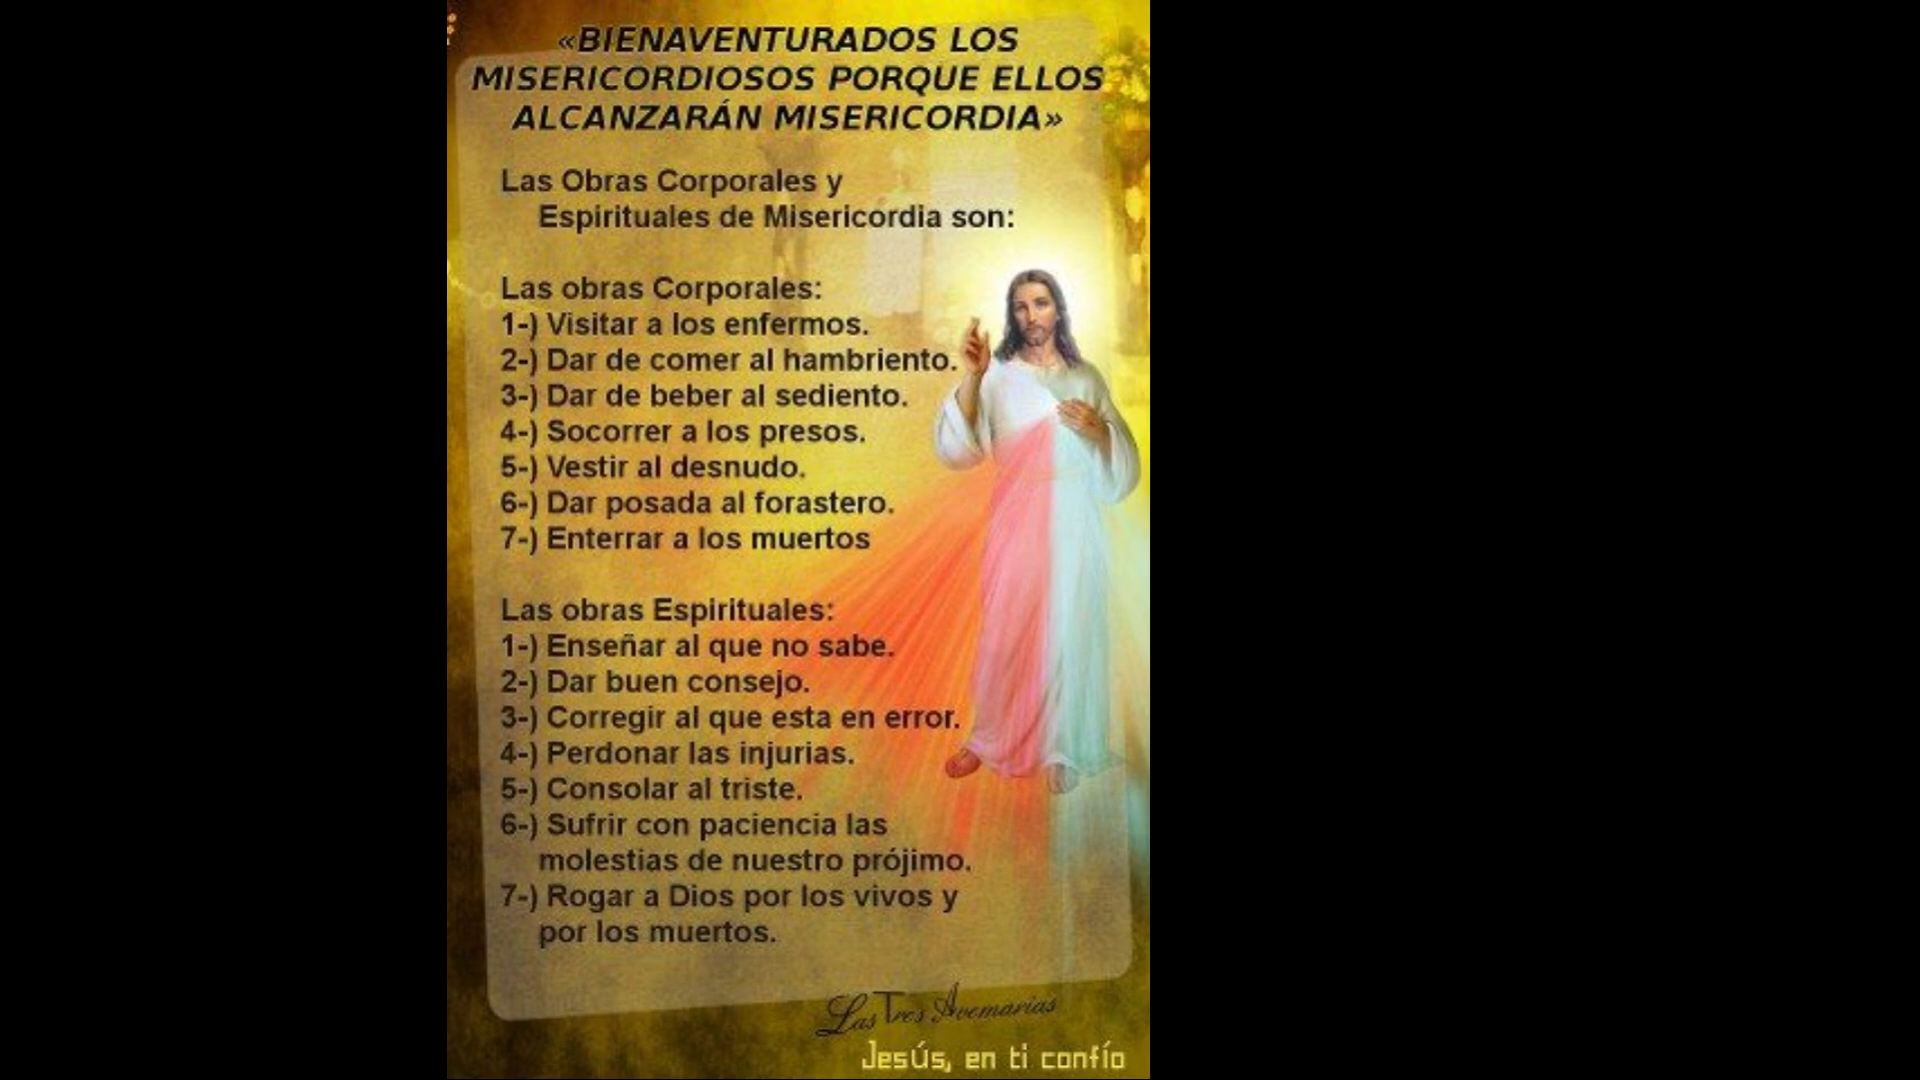 «BIENAVENTURADOS LOS
MISERICORDIOSOS PORQUE ELLOS
ALCANZARÁN MISERICORDIA»
Las Obras Corporales y
Espirituales de Misericordia son:
Las obras Corporales:
1-) Visitar a los enfermos.
2-) Dar de comer al hambriento.
3-) Dar de beber al sediento.
4-) Socorrer a los presos.
5-) Vestir al desnudo.
6-) Dar posada al forastero.
7-) Enterrar a los muertos
Las obras Espirituales:
1-) Enseñar al que no sabe.
2-) Dar buen consejo.
3-) Corregir al que esta en error.
4-) Perdonar las injurias.
5-) Consolar al triste.
6-) Sufrir con paciencia las
molestias de nuestro prójimo.
7-) Rogar a Dios por los vivos y
por los muertos.
Las Tres Avemarías
Jesús, en ti confío